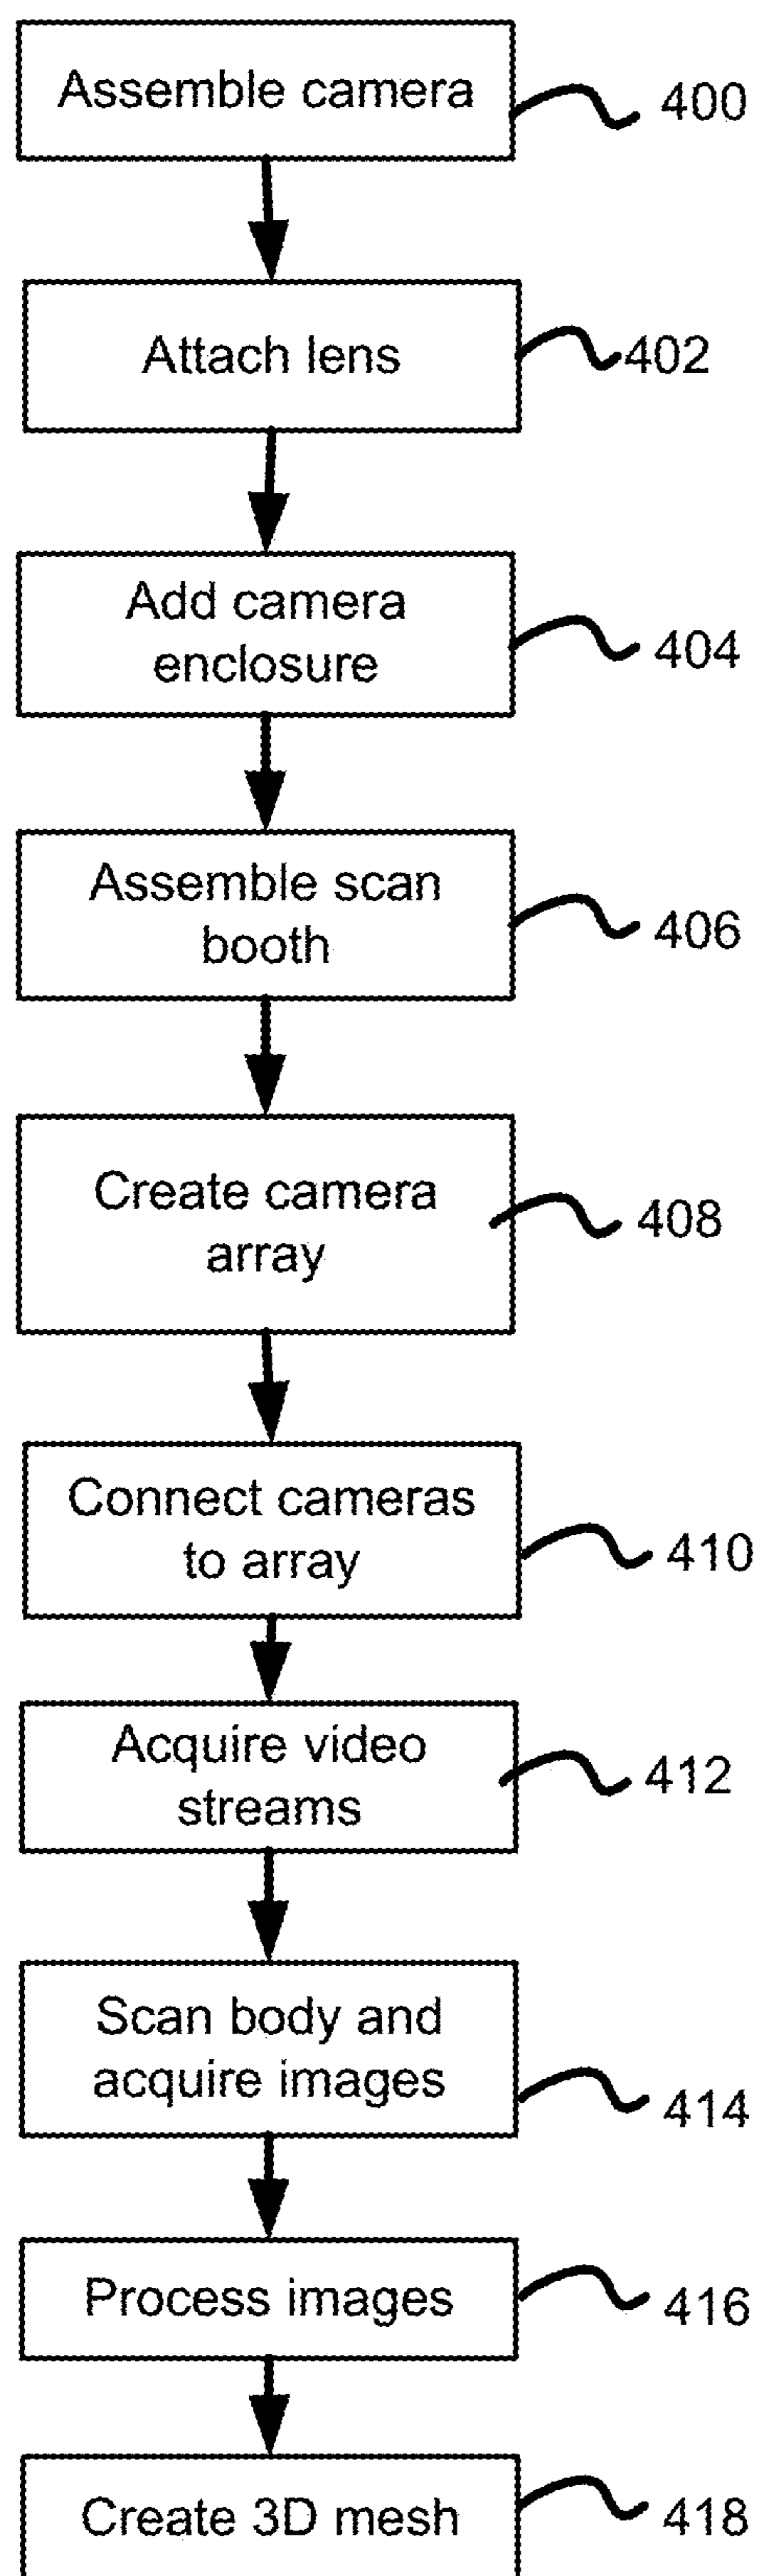 Assemble camera
400
Attach lens
402
Add camera
enclosure
404
Assemble scan
booth
406
Create camera
array
408
Connect cameras
to array
410
Acquire video
streams
412
Scan body and
acquire images
414
Process images
416
Create 3D mesh
418